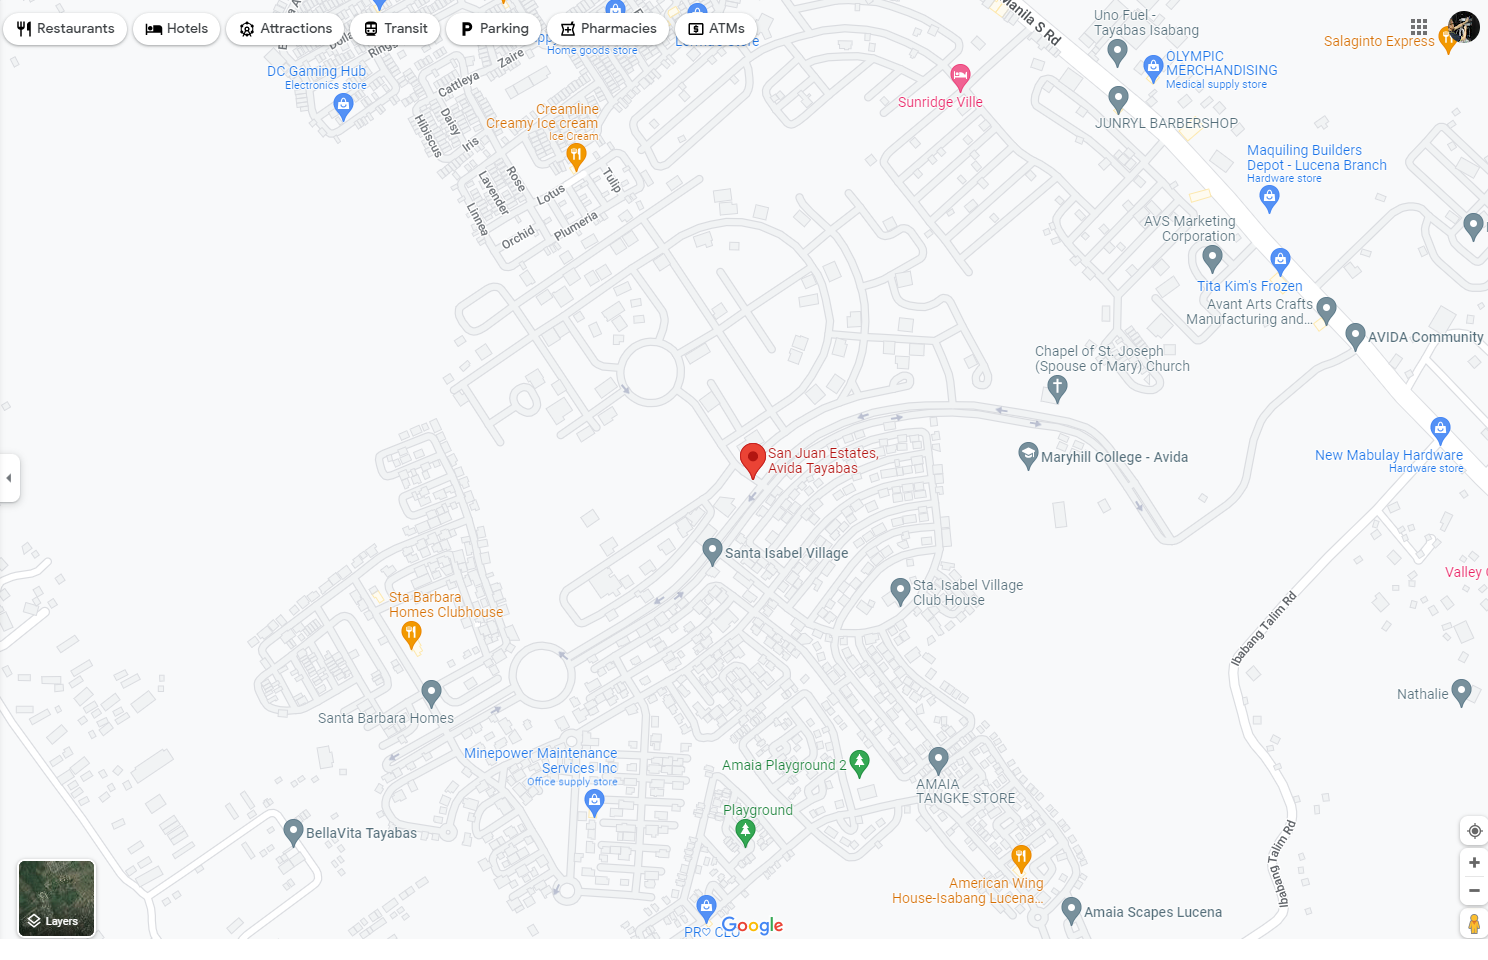 Restaurants
Hotels
Attractions
Transit
Parking
Pharmacies
ATMs
Manila S Rd
Uno Fuel -
Tayabas Isabang
Salaginto Express
OLYMPIC
MERCHANDISING
Medical supply store
Home goods store
DC Gaming Hub
Electronics store
Zaire
Cattleya
Daisy
Hibiscus
Iris
Creamline
Creamy Ice cream
Ice Cream
Sunridge Ville
JUNRYL BARBERSHOP
Maquiling Builders
Depot - Lucena Branch
Hardware store
Rose
Lavender
Linnea
Lotus
Tulip
Orchid
Plumeria
AVS Marketing
Corporation
Tita Kim's Frozen
Avant Arts Crafts
Manufacturing and...
AVIDA Community
Chapel of St. Joseph
(Spouse of Mary) Church
San Juan Estates,
Avida Tayabas
Maryhill College - Avida
New Mabulay Hardware
Hardware store
Santa Isabel Village
Sta. Isabel Village
Club House
Valley
Sta Barbara
Homes Clubhouse
Ibabang Talim Rd
Santa Barbara Homes
Nathalie
Minepower Maintenance
Services Inc
Office supply store
Amaia Playground 2
AMAIA
TANGKE STORE
Playground
BellaVita Tayabas
Ibabang Talim Rd
American Wing
House-Isabang Lucena...
Amaia Scapes Lucena
Layers
Google